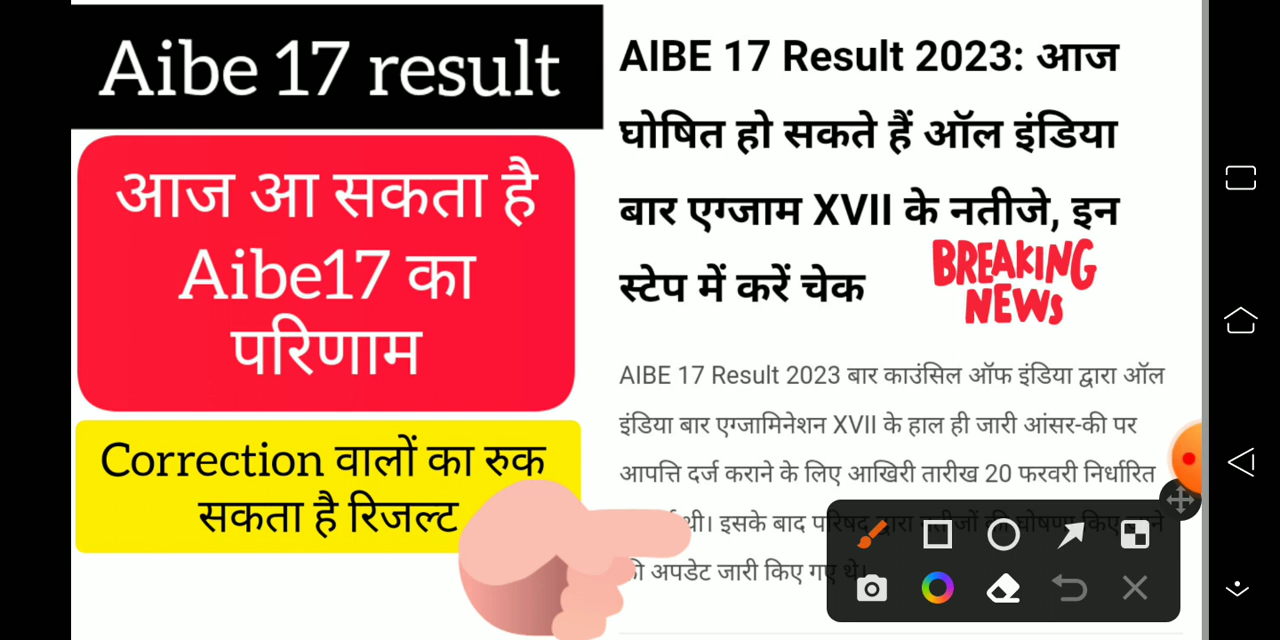 Aibe 17 result
आज आ सकता है
Aibe17 का
परिणाम
Correction वालों का रुक
सकता है रिजल्ट
AIBE 17 Result 2023: आज
घोषित हो सकते हैं ऑल इंडिया
बार एग्जाम XVII के नतीजे, इन
स्टेप में करें चेक
BREAKING
NEWS
AIBE 17 Result 2023 बार काउंसिल ऑफ इंडिया द्वारा ऑल
इंडिया बार एग्जामिनेशन XVII के हाल ही जारी आंसर-की पर
आपत्ति दर्ज कराने के लिए आखिरी तारीख 20 फरवरी निर्धारित
थी। इसके बाद परिषद द्वारा नतीजों की घोषणा किए
अपडेट जारी किए गए थे।